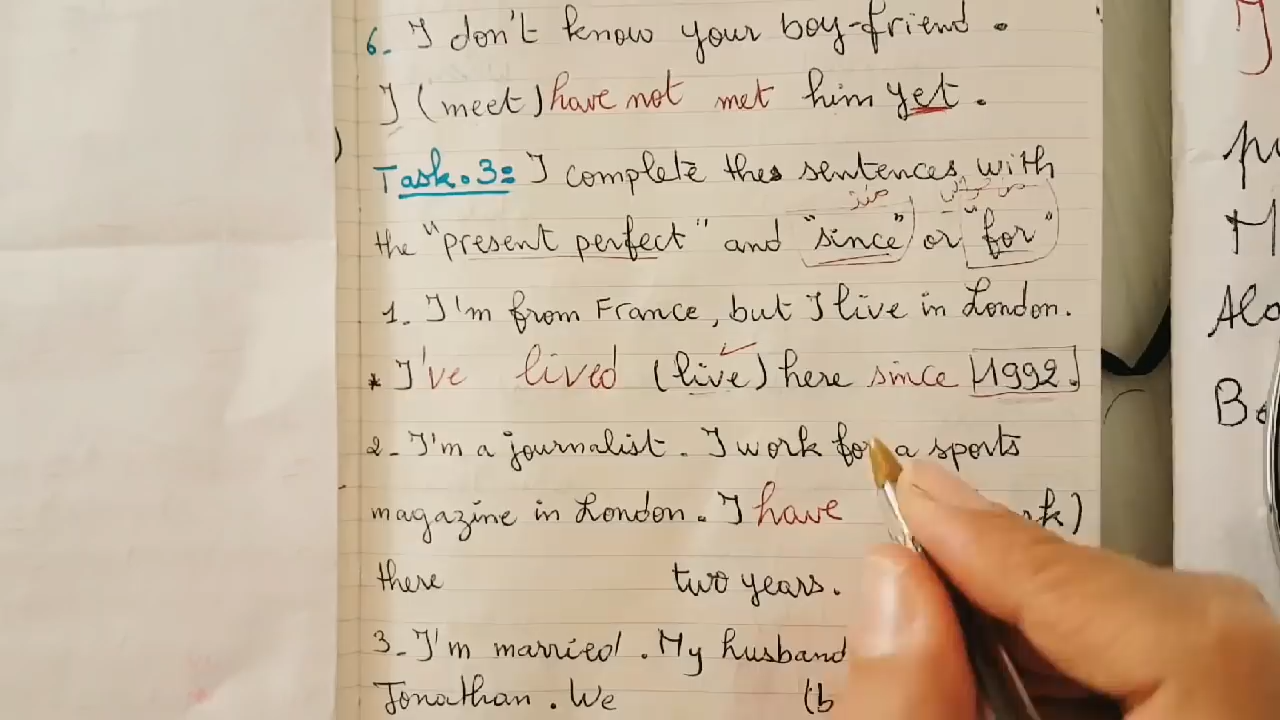 6- I don't know your boy-friend.
I (meet) have not met him yet.
Task.3: I complete the sentences with
منذ
the "present perfect" and "since" or "for"
1. I'm from France, but I live in London.
* I've lived (live) here since 1992.
2- I'm a journalist. I work for a sports
magazine in London. I have
there two years.
3- I'm married. My husband
Jonathan. We (b